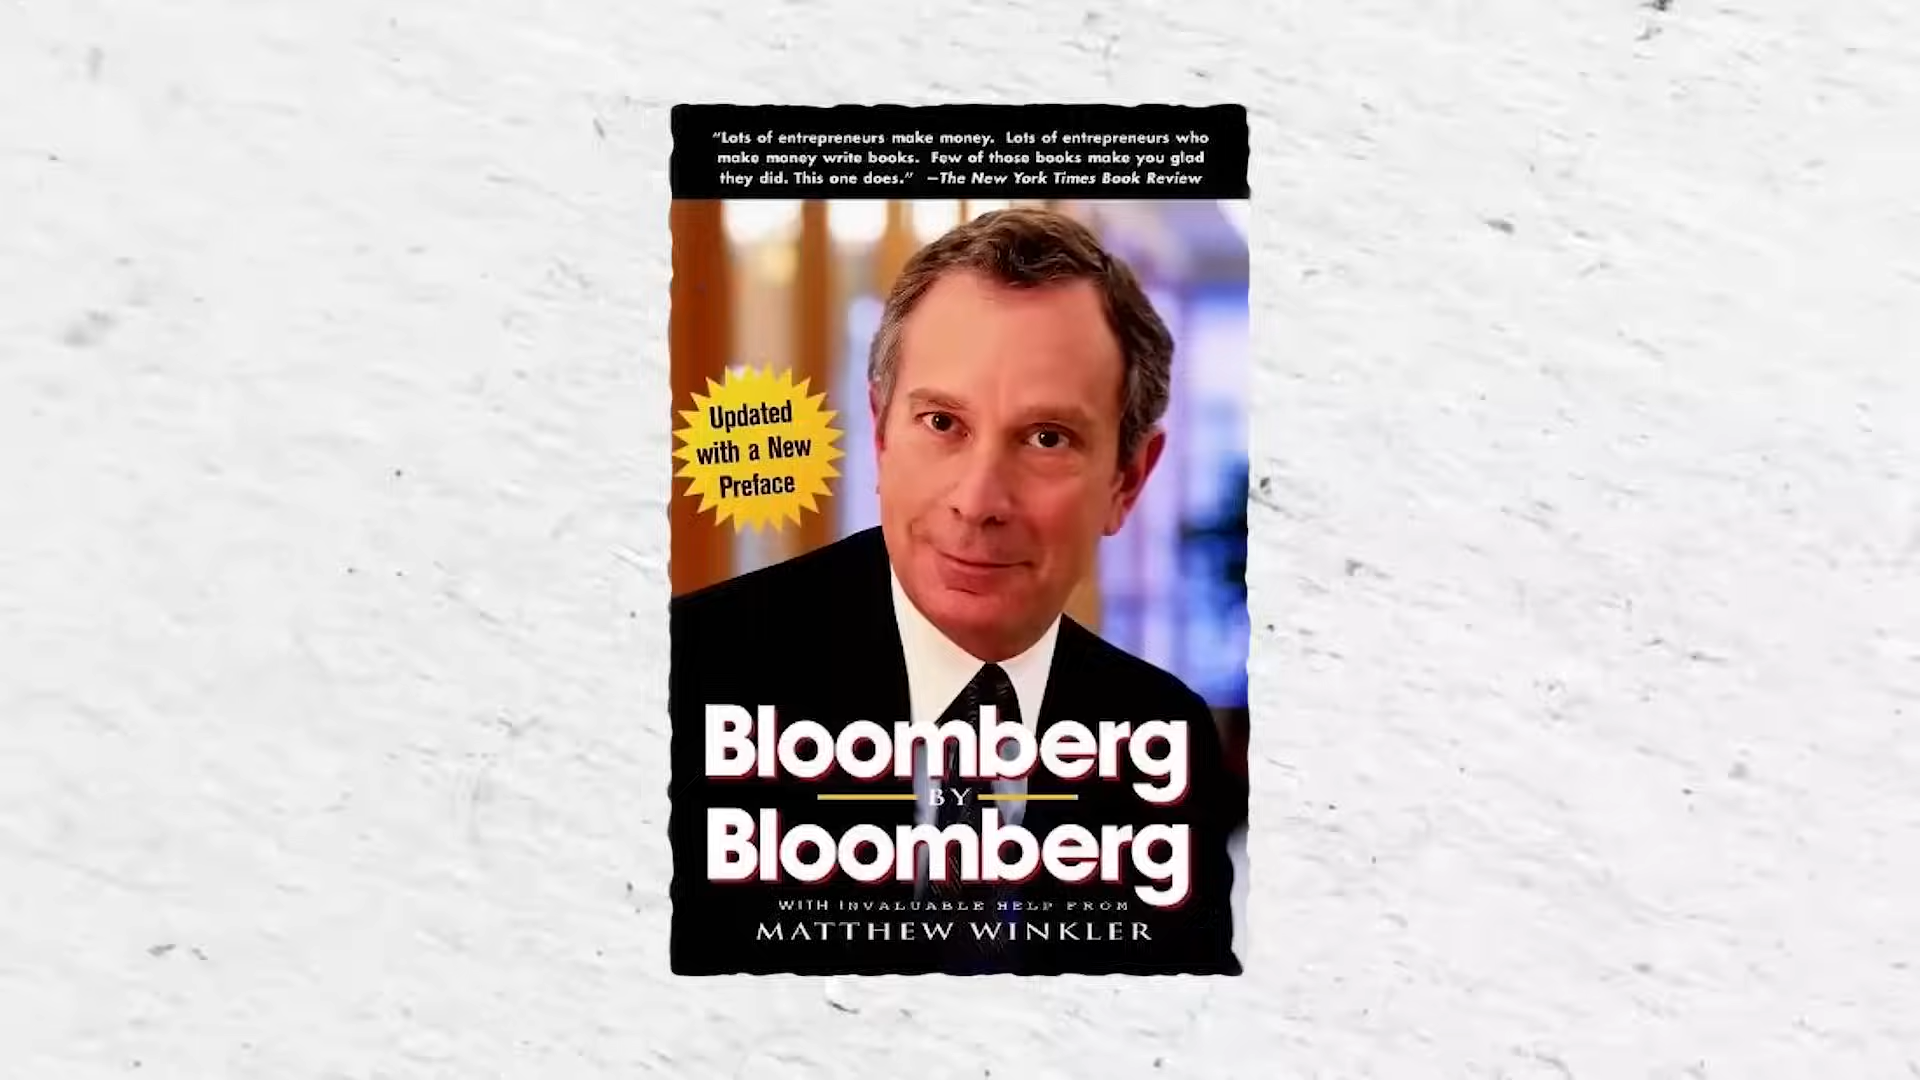 “Lots of entrepreneurs make money. Lots of entrepreneurs who
make money write books. Few of those books make you glad
they did. This one does.” —The New York Times Book Review
Updated
with a New
Preface
Bloomberg
BY
Bloomberg
WITH INVALUABLE HELP FROM
MATTHEW WINKLER